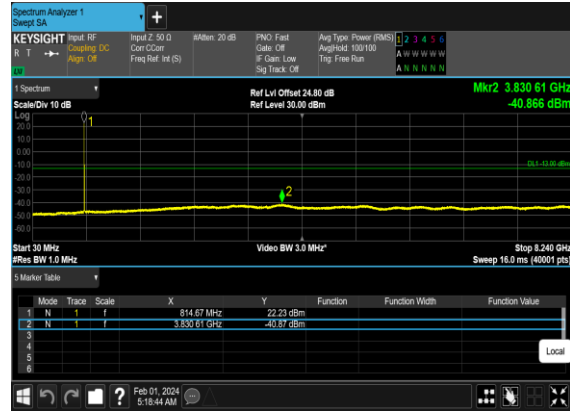 Spectrum Analyzer 1
Swept SA
+
KEYSIGHT
R T
LXI
Input: RF
Coupling: DC
Align: Off
Input Z: 50 Ω
Corr CCorr
Freq Ref: Int (S)
#Atten: 20 dB
PNO: Fast
Gate: Off
IF Gain: Low
Sig Track: Off
Avg Type: Power (RMS)
Avg|Hold: 100/100
Trig: Free Run
1 2 3 4 5 6
A W W W W W
A N N N N N
1 Spectrum
Scale/Div 10 dB
Ref Lvl Offset 24.80 dB
Ref Level 30.00 dBm
Mkr2 3.830 61 GHz
-40.866 dBm
Log
20.0
10.0
0.00
-10.0
-20.0
-30.0
-40.0
-50.0
-60.0
1
2
DL1 -13.00 dBm
Start 30 MHz
#Res BW 1.0 MHz
Video BW 3.0 MHz*
Stop 8.240 GHz
Sweep 16.0 ms (40001 pts)
5 Marker Table
Mode Trace Scale X Y Function Function Width Function Value
1 N 1 f 814.67 MHz 22.23 dBm
2 N 1 f 3.830 61 GHz -40.87 dBm
3
4
5
6
Local
?
Feb 01, 2024
5:18:44 AM